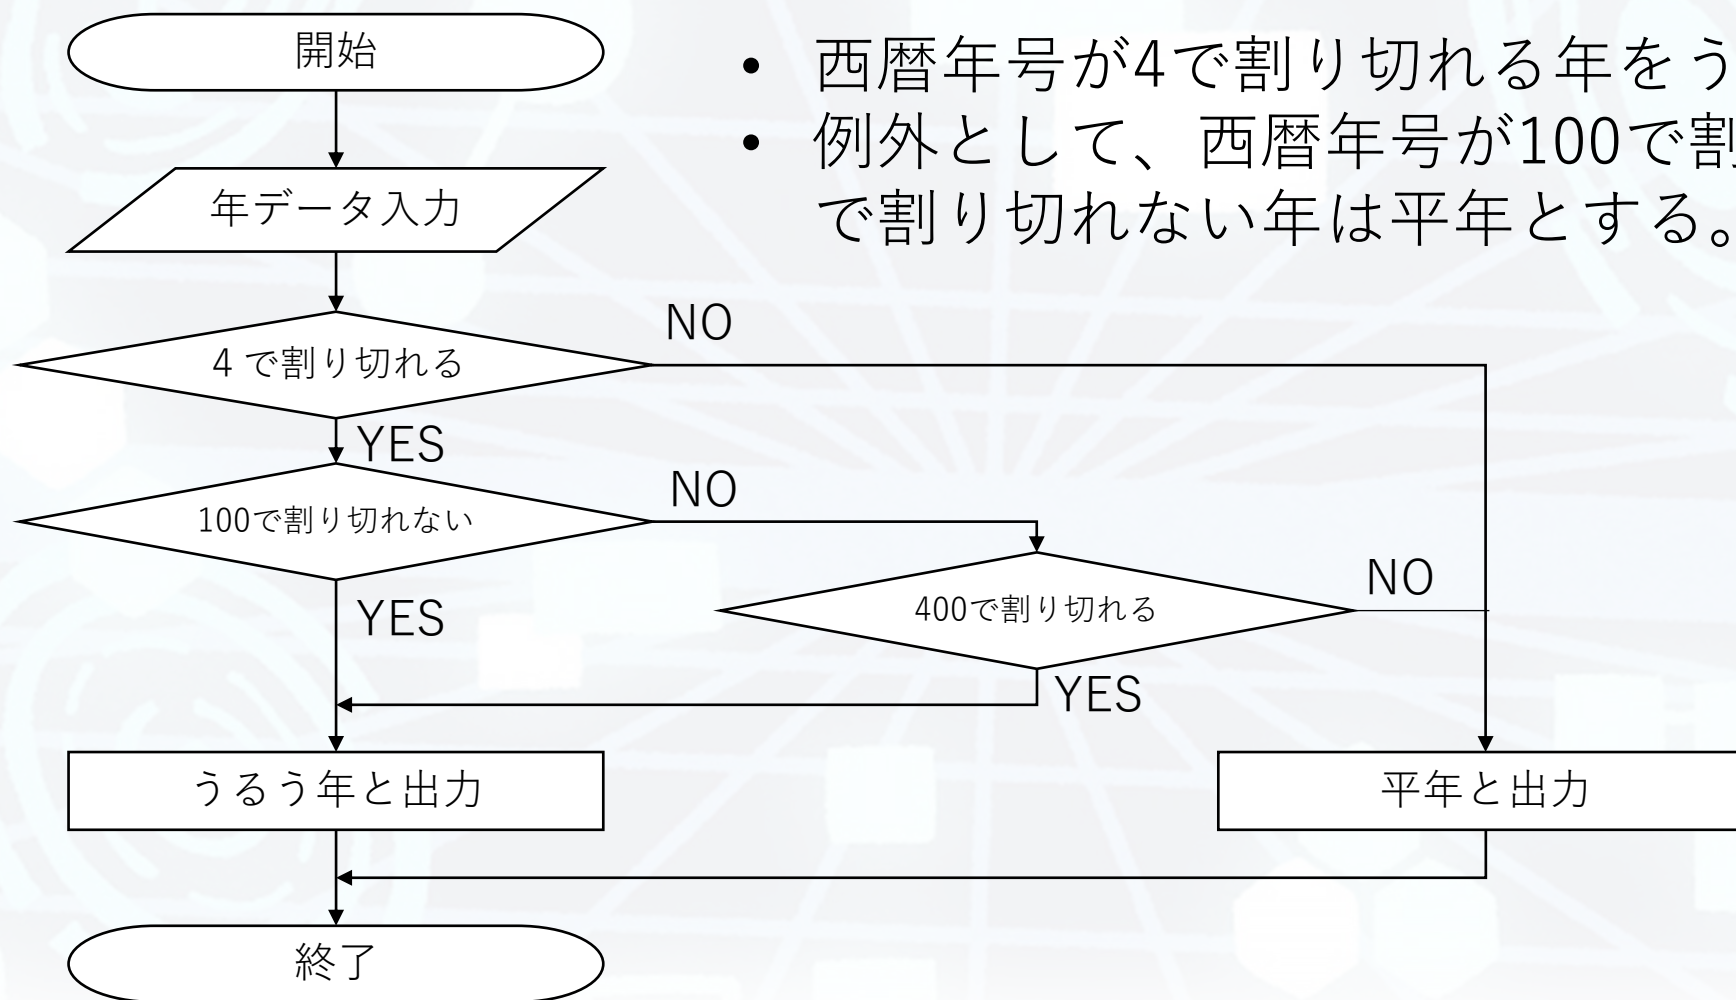 開始
• 西暦年号が4で割り切れる年をう
• 例外として、西暦年号が100で割
で割り切れない年は平年とする。
年データ入力
NO
4 で割り切れる
YES
NO
100で割り切れない
NO
400で割り切れる
YES
YES
うるう年と出力
平年と出力
終了